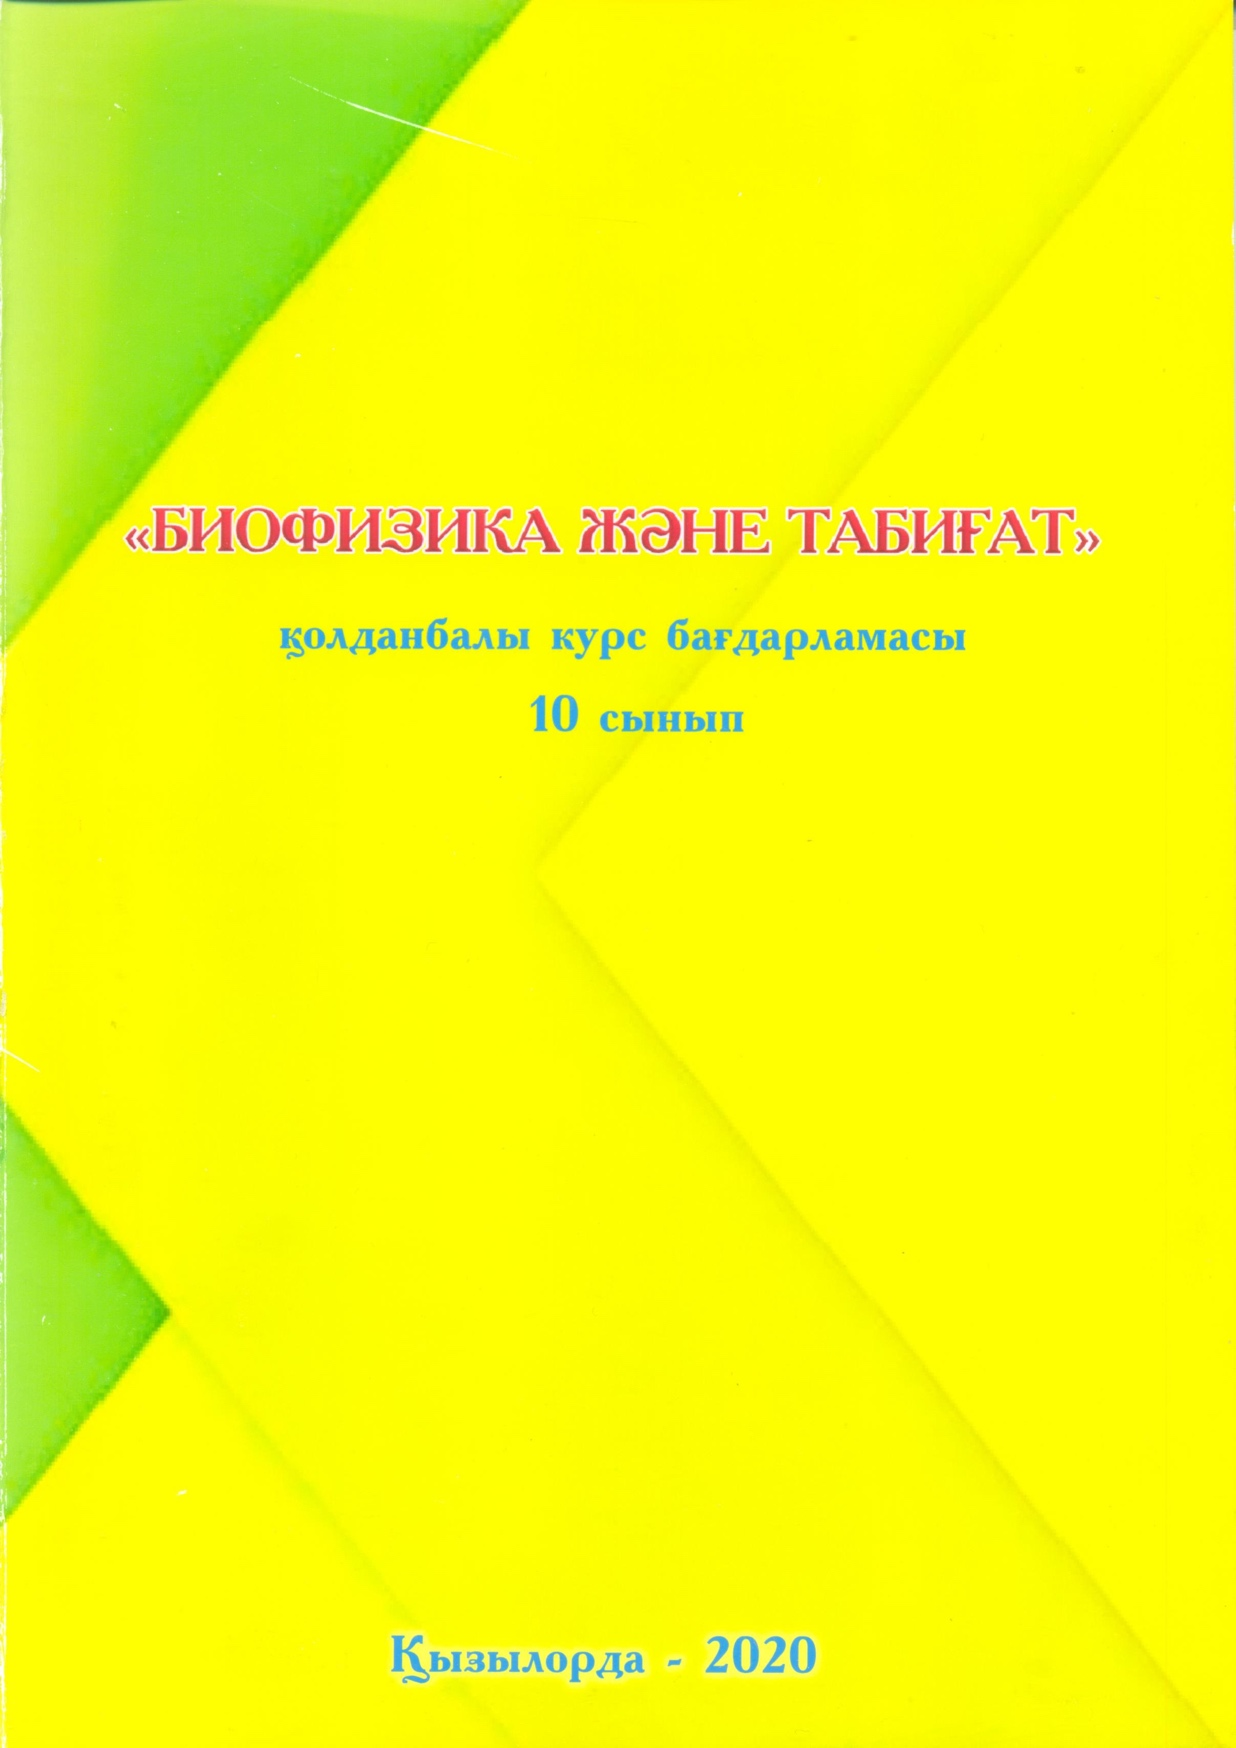 «БИОФИЗИКА ЖӘНЕ ТАБИҒАТ»
қолданбалы курс бағдарламасы
10 сынып
Қызылорда - 2020